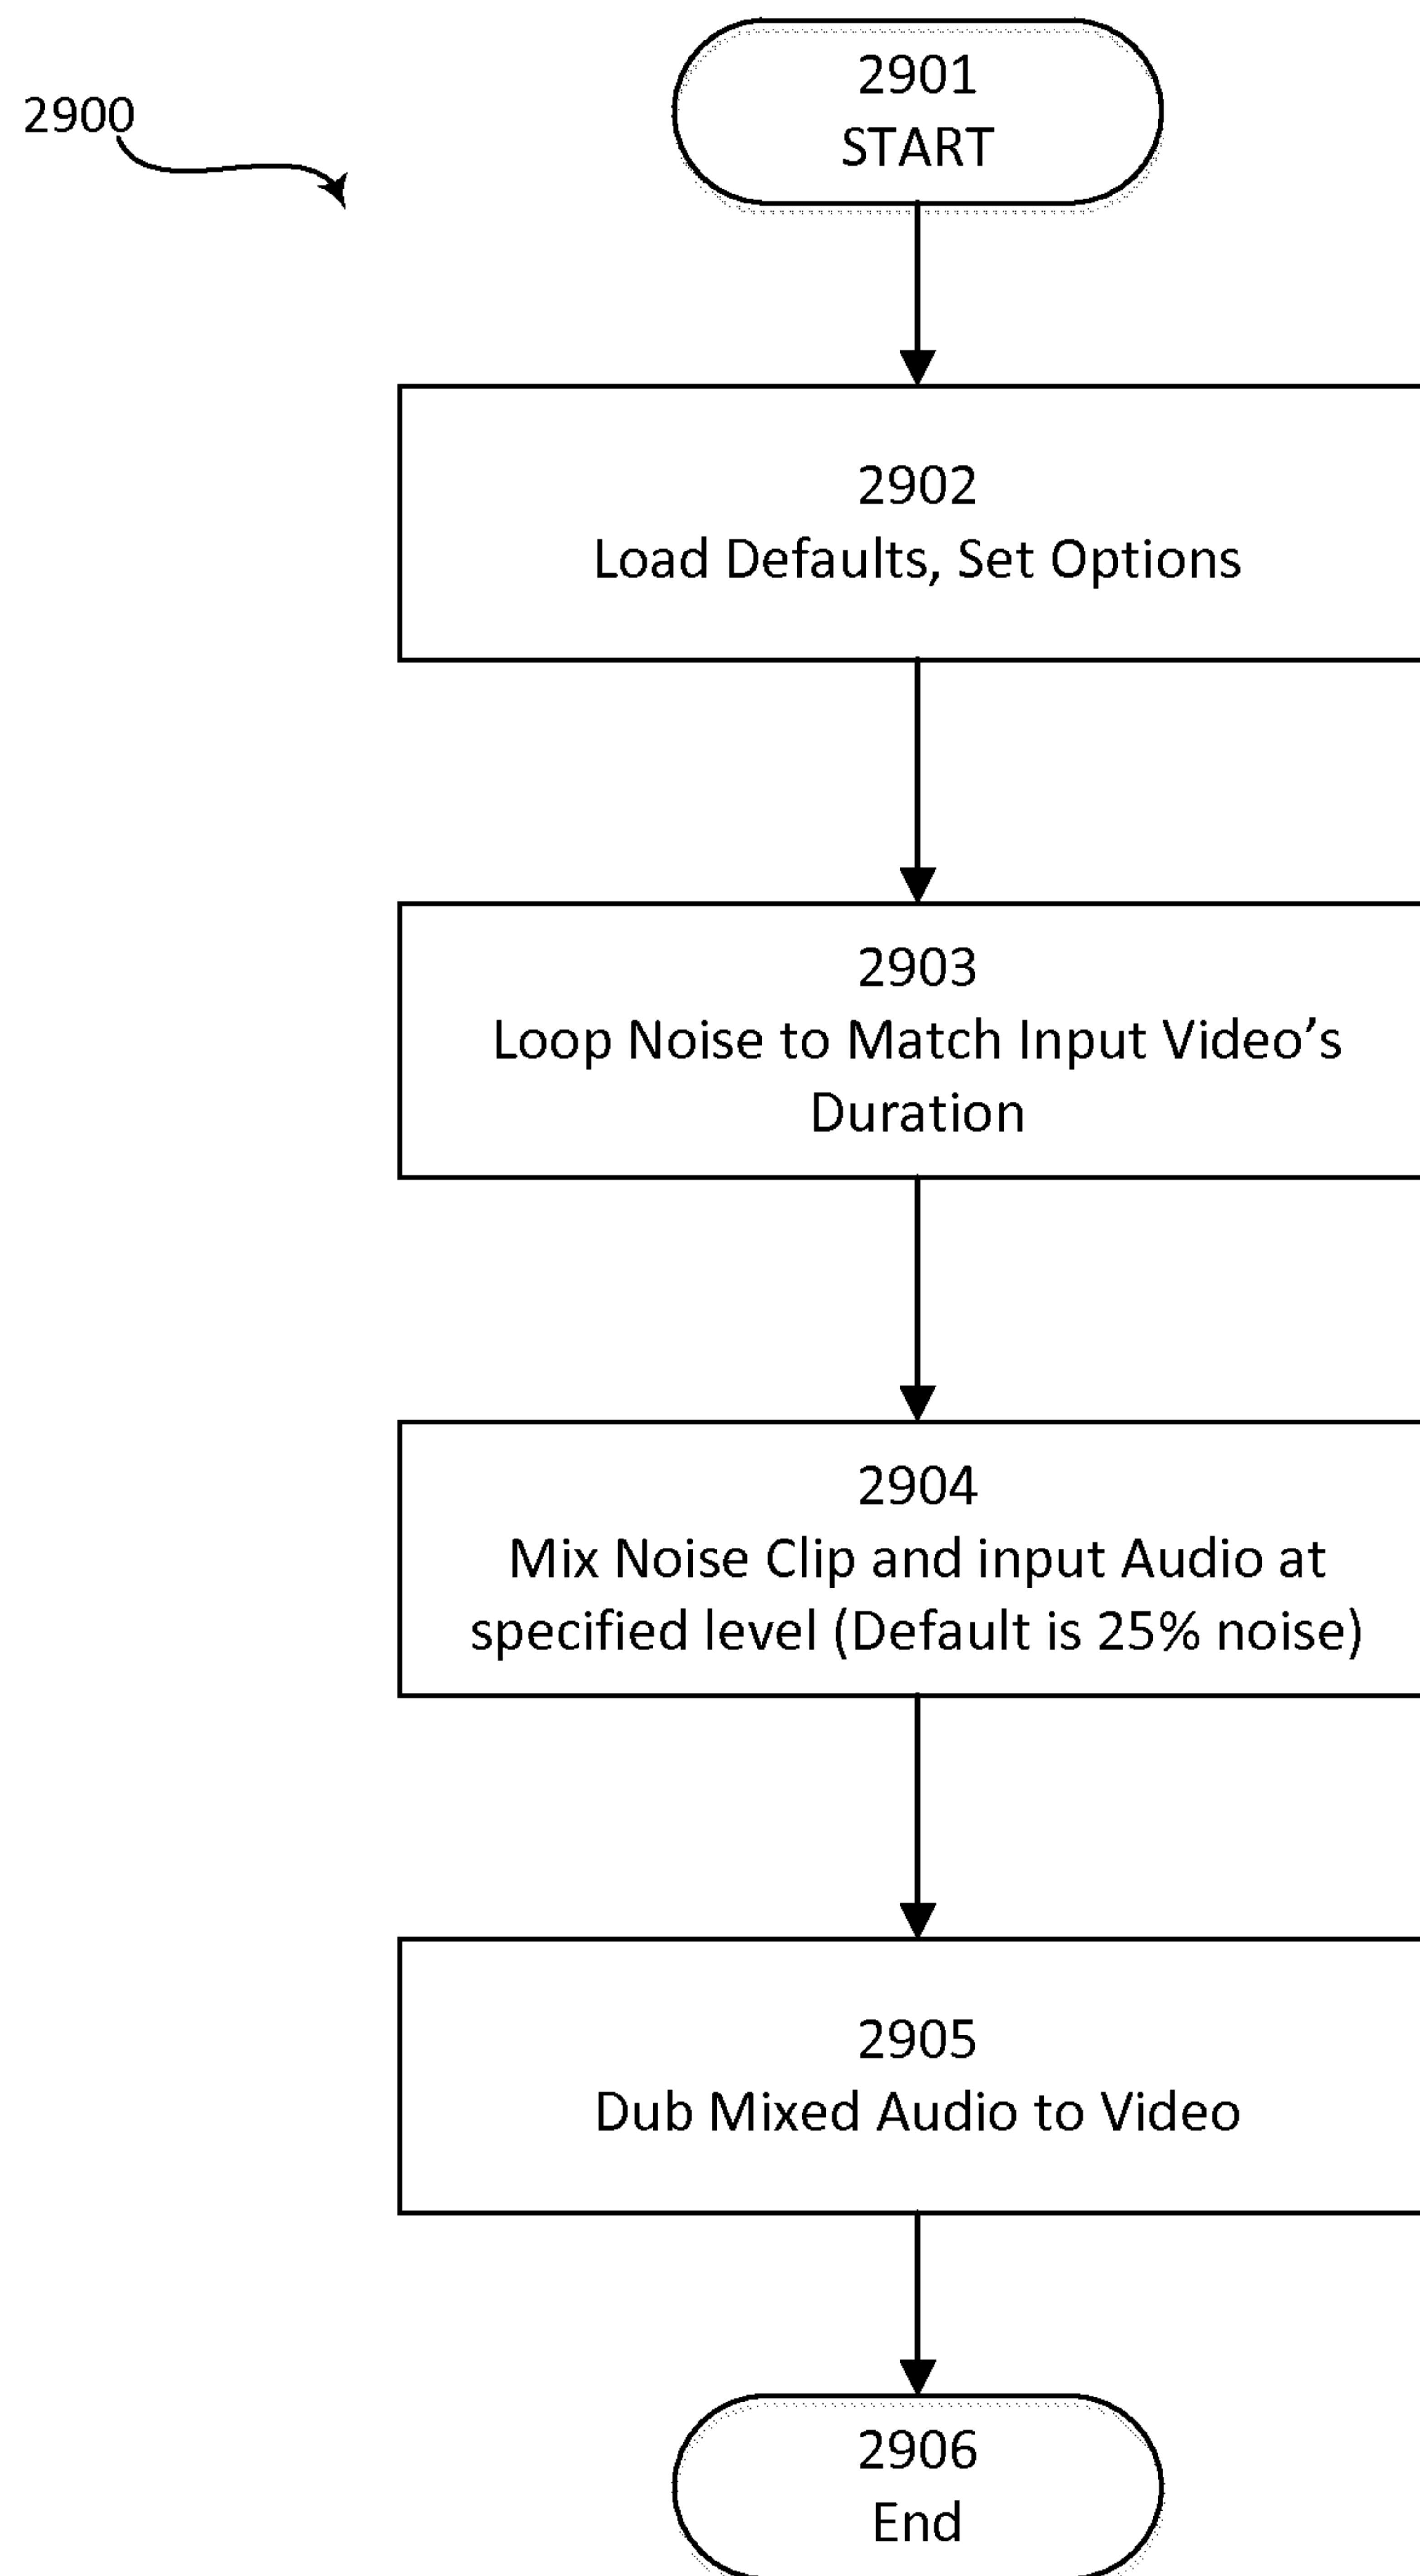 2900
2901
START
2902
Load Defaults, Set Options
2903
Loop Noise to Match Input Video’s
Duration
2904
Mix Noise Clip and input Audio at
specified level (Default is 25% noise)
2905
Dub Mixed Audio to Video
2906
End